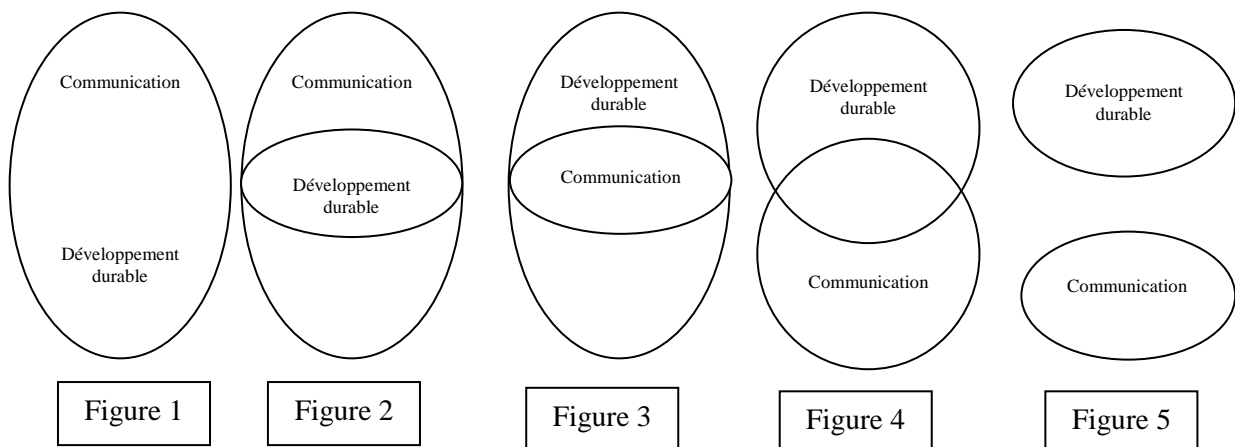 Communication
Développement
durable
Figure 1
Communication
Développement
durable
Figure 2
Développement
durable
Communication
Figure 3
Développement
durable
Communication
Figure 4
Développement
durable
Communication
Figure 5